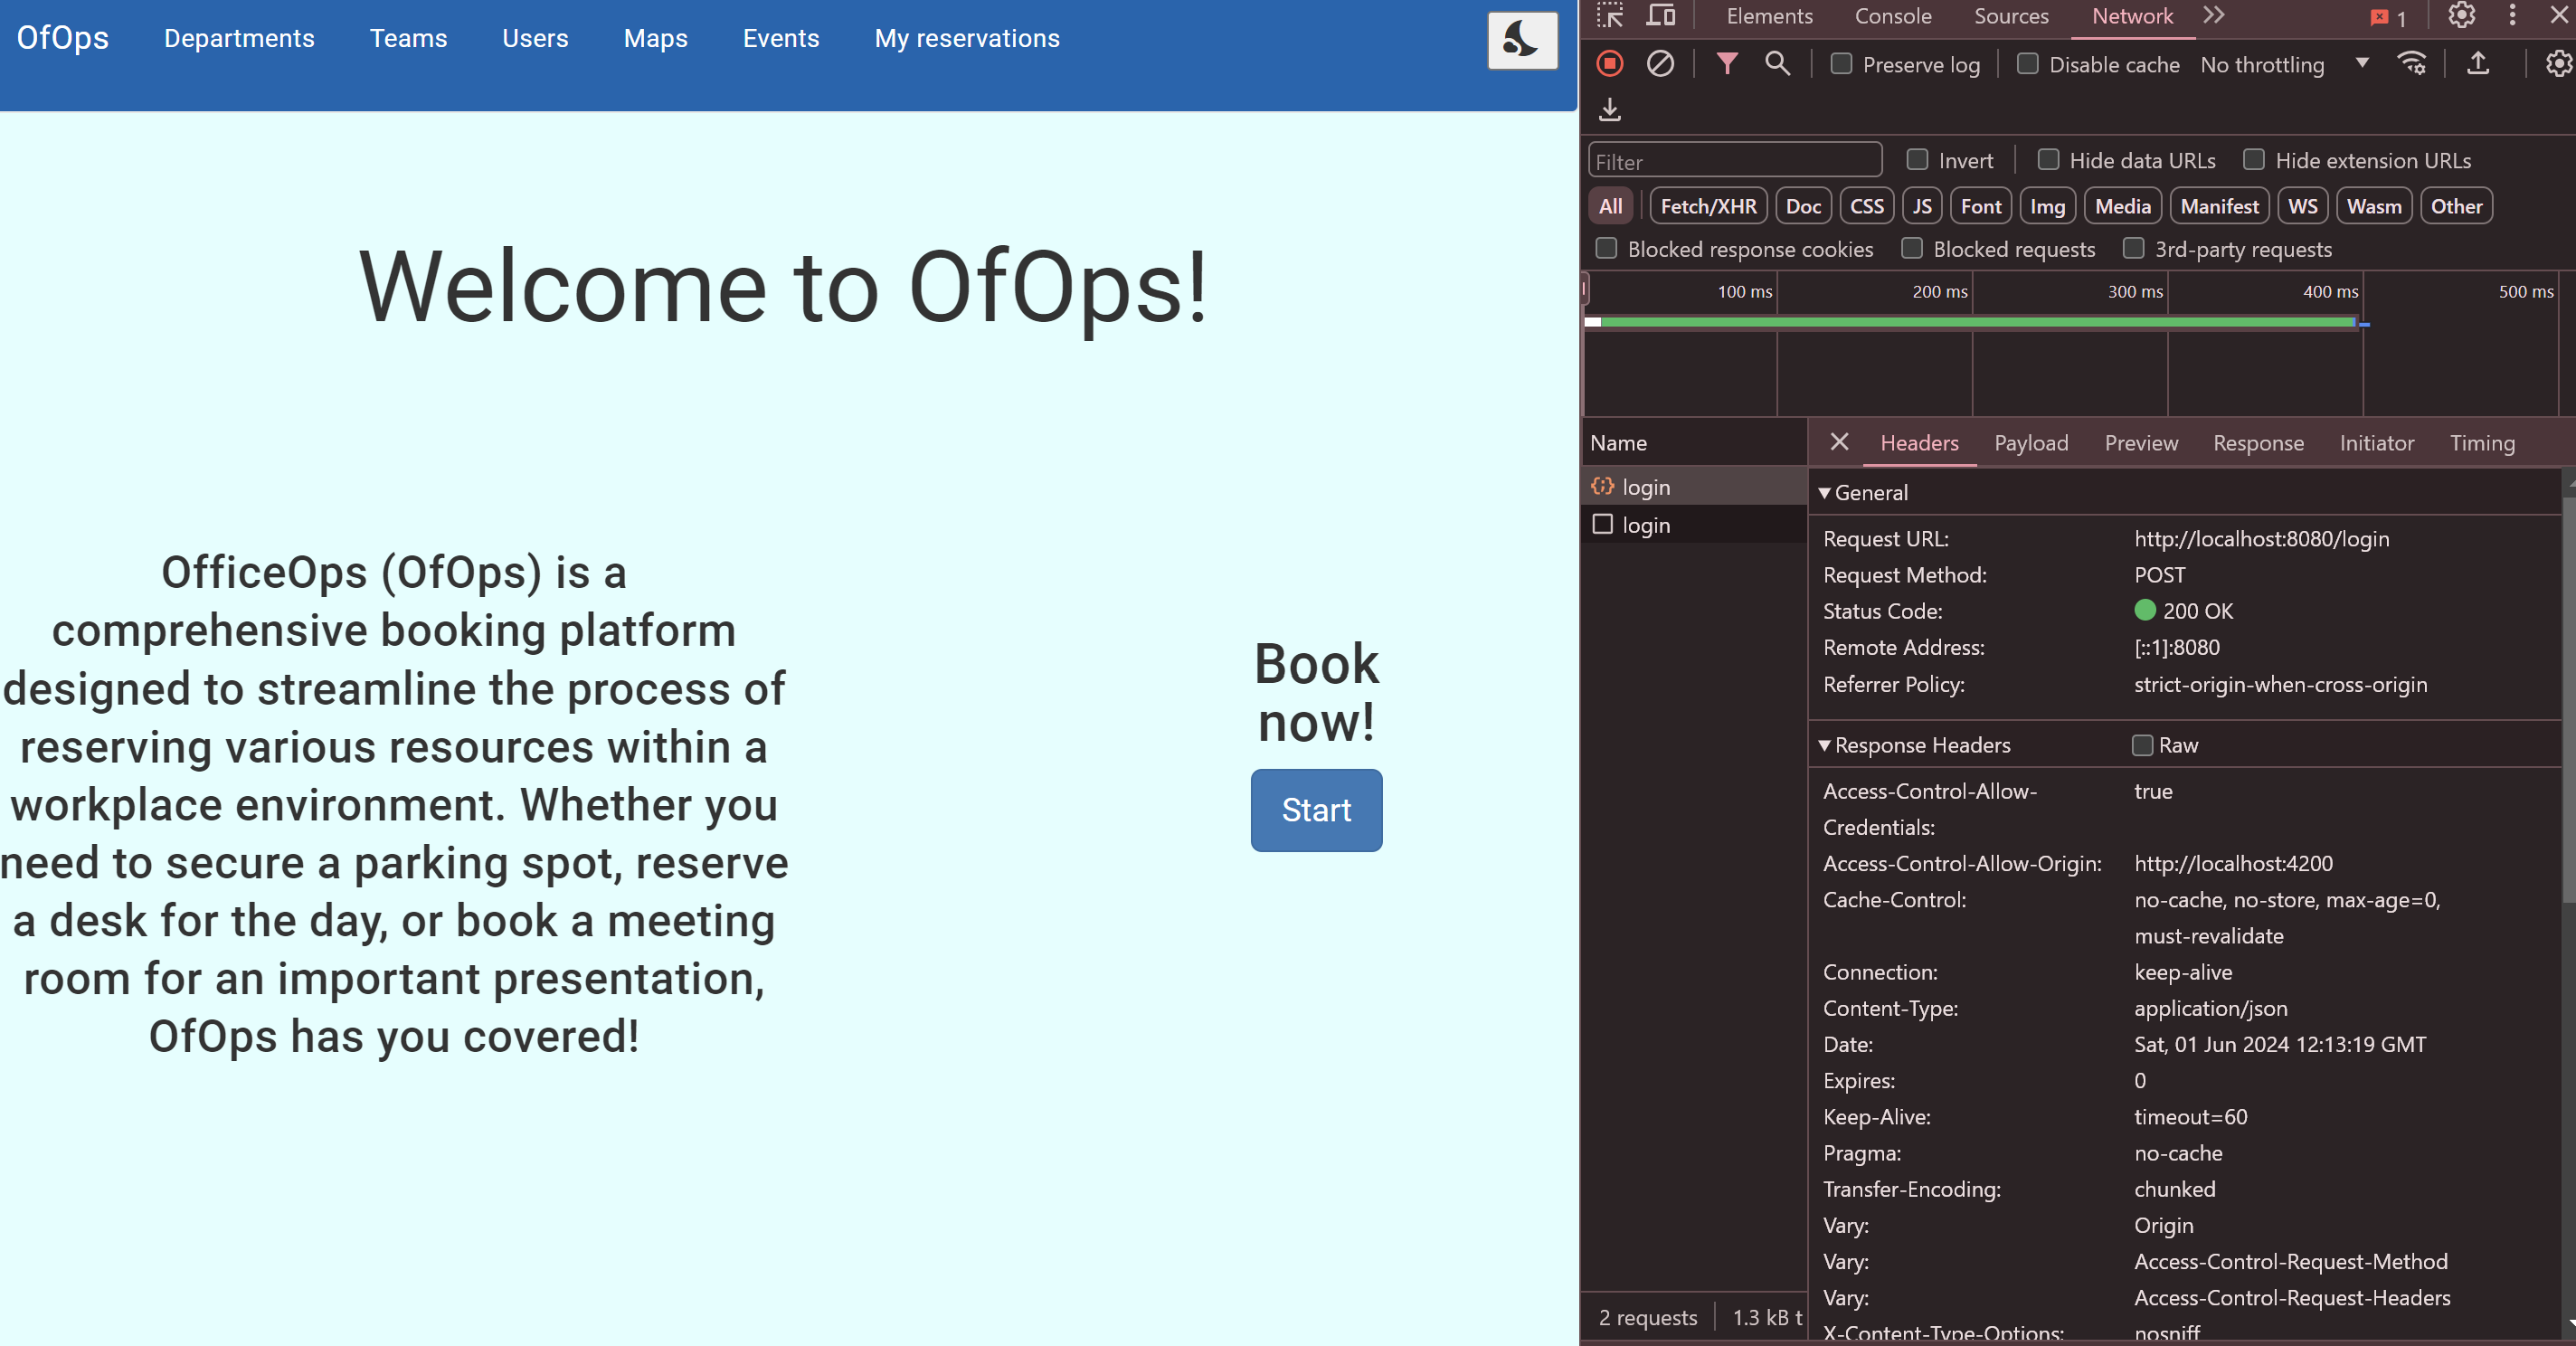 OfOps Departments Teams Users Maps Events My reservations
Welcome to OfOps!
OfficeOps (OfOps) is a
comprehensive booking platform
designed to streamline the process of
reserving various resources within a
workplace environment. Whether you
need to secure a parking spot, reserve
a desk for the day, or book a meeting
room for an important presentation,
OfOps has you covered!
Book
now!
Start
Elements Console Sources Network 1
Preserve log Disable cache No throttling
Filter Invert Hide data URLs Hide extension URLs
All Fetch/XHR Doc CSS JS Font Img Media Manifest WS Wasm Other
Blocked response cookies Blocked requests 3rd-party requests
100 ms 200 ms 300 ms 400 ms 500 ms
Name
login
login
2 requests 1.3 kB t
Headers Payload Preview Response Initiator Timing
General
Request URL: http://localhost:8080/login
Request Method: POST
Status Code: 200 OK
Remote Address: [::1]:8080
Referrer Policy: strict-origin-when-cross-origin
Response Headers Raw
Access-Control-Allow- true
Credentials:
Access-Control-Allow-Origin: http://localhost:4200
Cache-Control: no-cache, no-store, max-age=0,
must-revalidate
Connection: keep-alive
Content-Type: application/json
Date: Sat, 01 Jun 2024 12:13:19 GMT
Expires: 0
Keep-Alive: timeout=60
Pragma: no-cache
Transfer-Encoding: chunked
Vary: Origin
Vary: Access-Control-Request-Method
Vary: Access-Control-Request-Headers
X-Content-Type-Options: nosniff